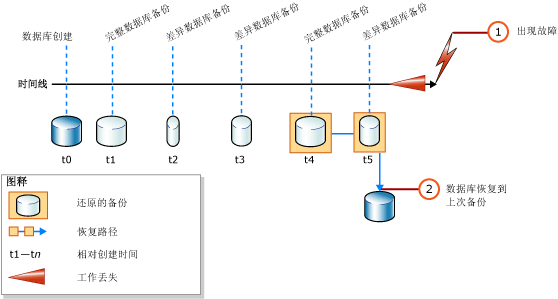 数据库创建
完整数据库备份
差异数据库备份
差异数据库备份
完整数据库备份
差异数据库备份
1
出现故障
时间线
t0
t1
t2
t3
t4
t5
2
数据库恢复到
上次备份
图释
还原的备份
恢复路径
t1—tn
相对创建时间
工作丢失